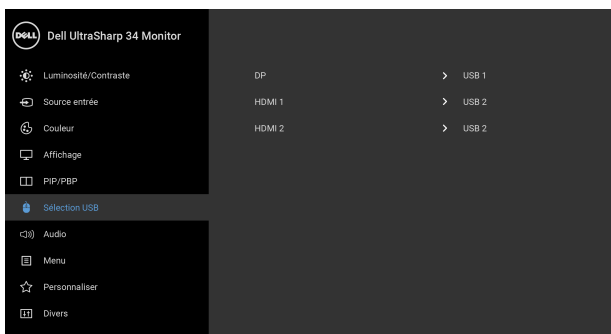 DELL Dell UltraSharp 34 Monitor
Luminosité/Contraste
DP > USB 1
Source entrée
HDMI 1 > USB 2
Couleur
HDMI 2 > USB 2
Affichage
PIP/PBP
Sélection USB
Audio
Menu
Personnaliser
Divers